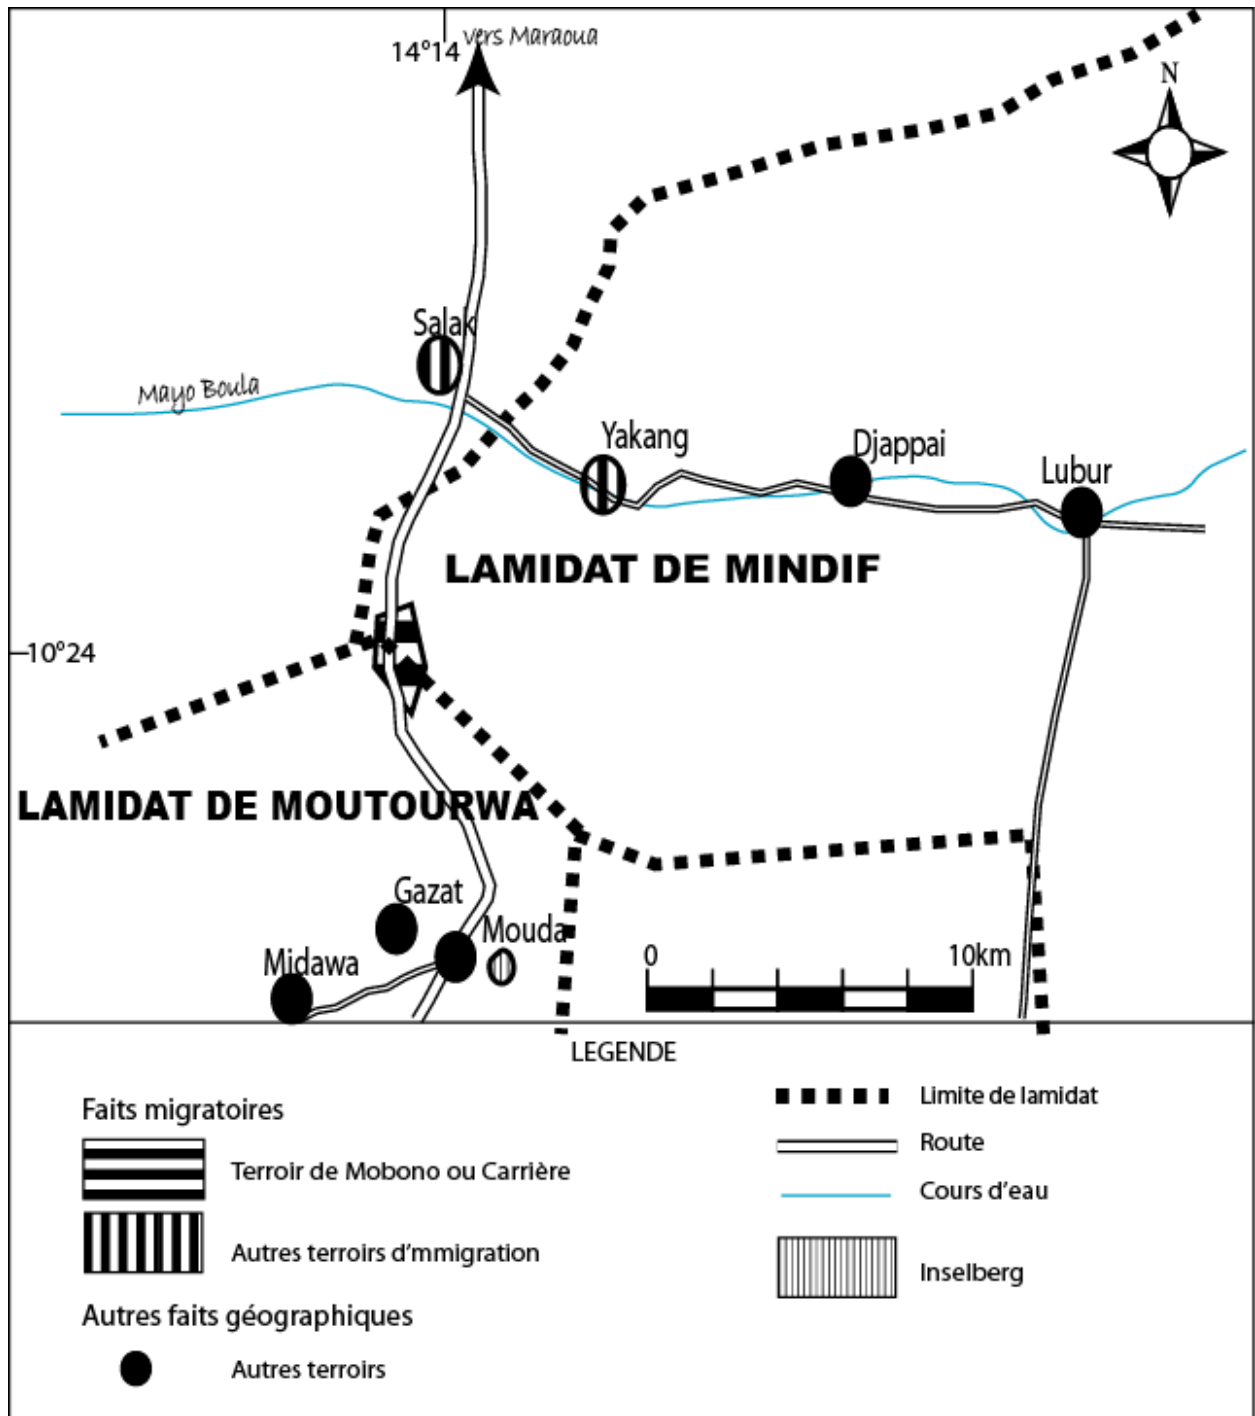 vers Maraoua
14°14
N
Salak
Mayo Boula
Yakang
Djappai
Lubur
LAMIDAT DE MINDIF
10°24
LAMIDAT DE MOUTOURWA
Gazat
Mouda
Midawa
0 10km
LEGENDE
Faits migratoires
Terroir de Mobono ou Carrière
Autres terroirs d'mmigration
Autres faits géographiques
Autres terroirs
Limite de lamidat
Route
Cours d'eau
Inselberg